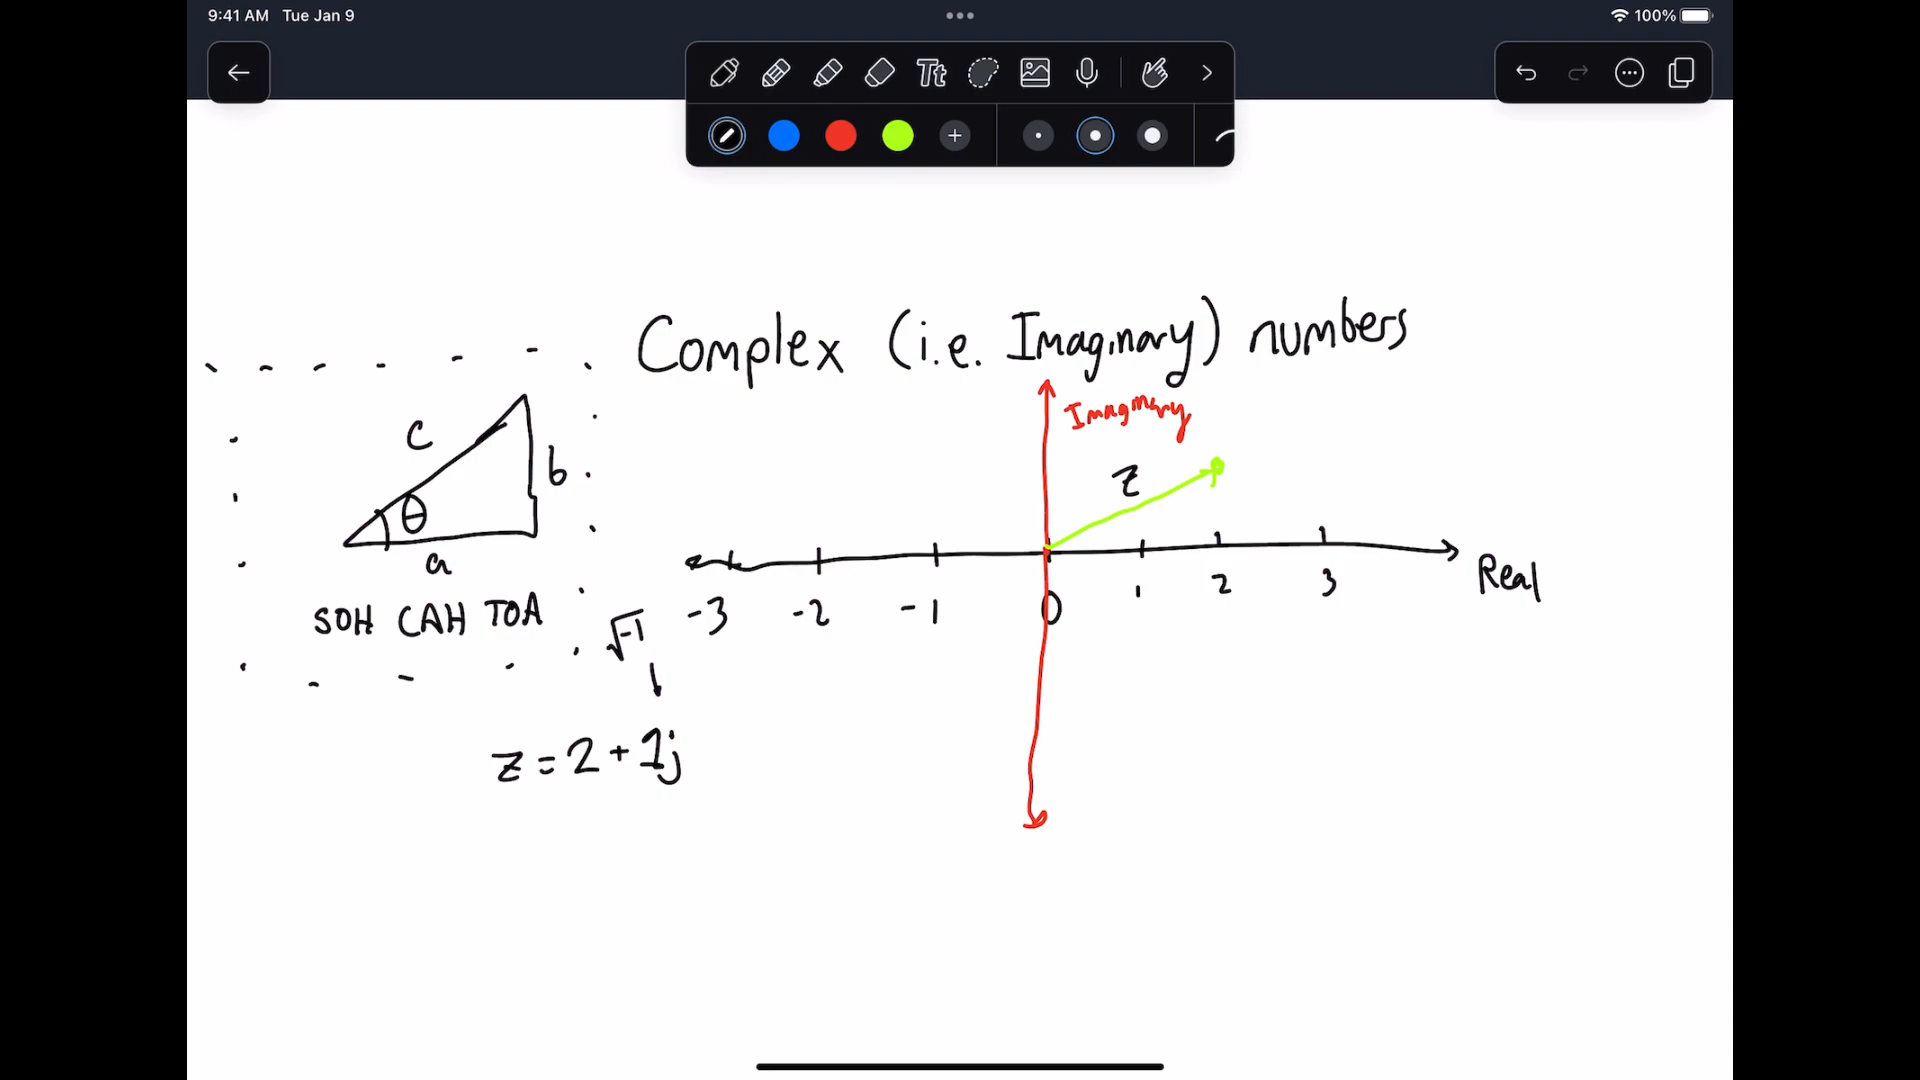 9:41 AM Tue Jan 9
100%
Tt
Complex (i.e. Imaginary) numbers
Imaginary
c
b
z
θ
a
Real
1 2 3
-3 -2 -1 0
SOH CAH TOA
√-1
z = 2 + 1j